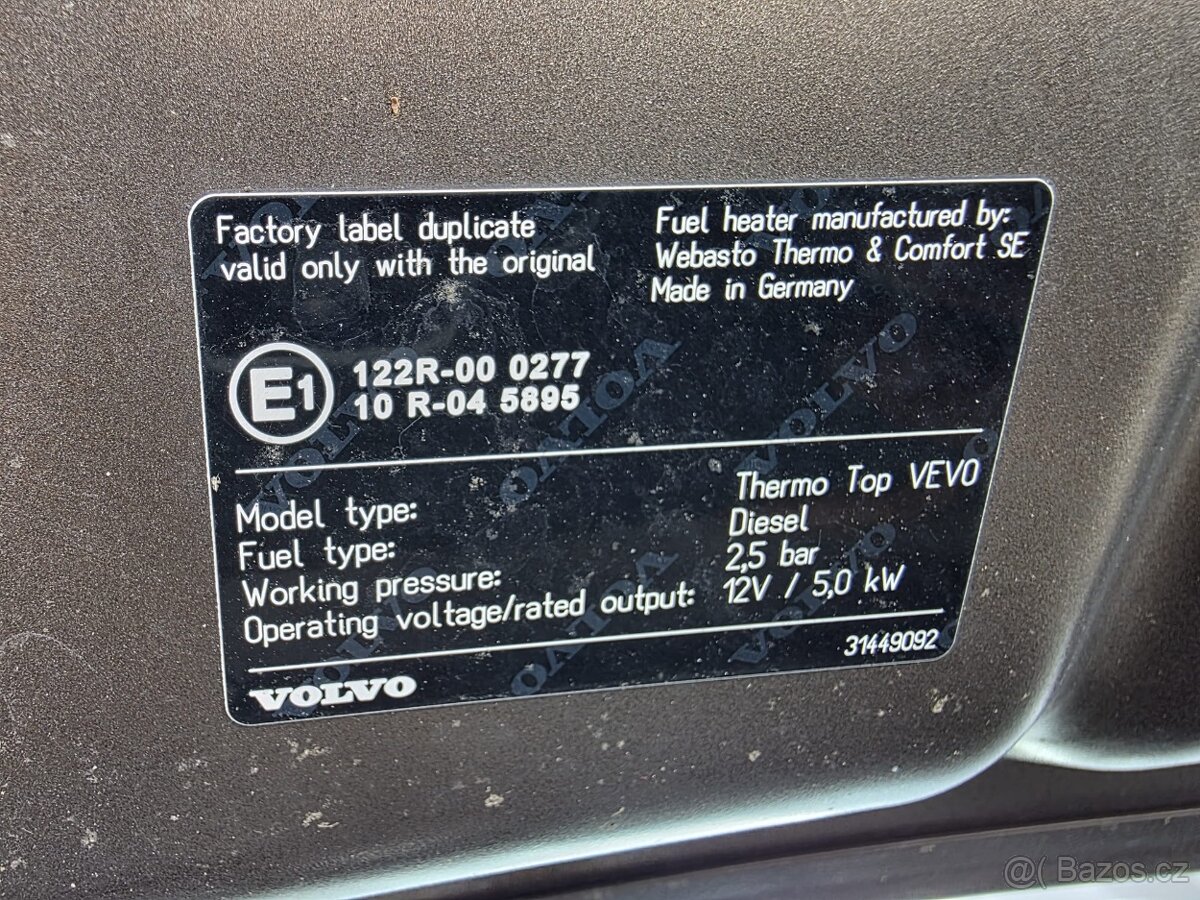 Factory label duplicate
valid only with the original
Fuel heater manufactured by:
Webasto Thermo & Comfort SE
Made in Germany
E1
122R-00 0277
10 R-04 5895
Model type: Thermo Top VEVO
Fuel type: Diesel
Working pressure: 2,5 bar
Operating voltage/rated output: 12V / 5,0 kW
31449092
VOLVO
@( Bazos.cz